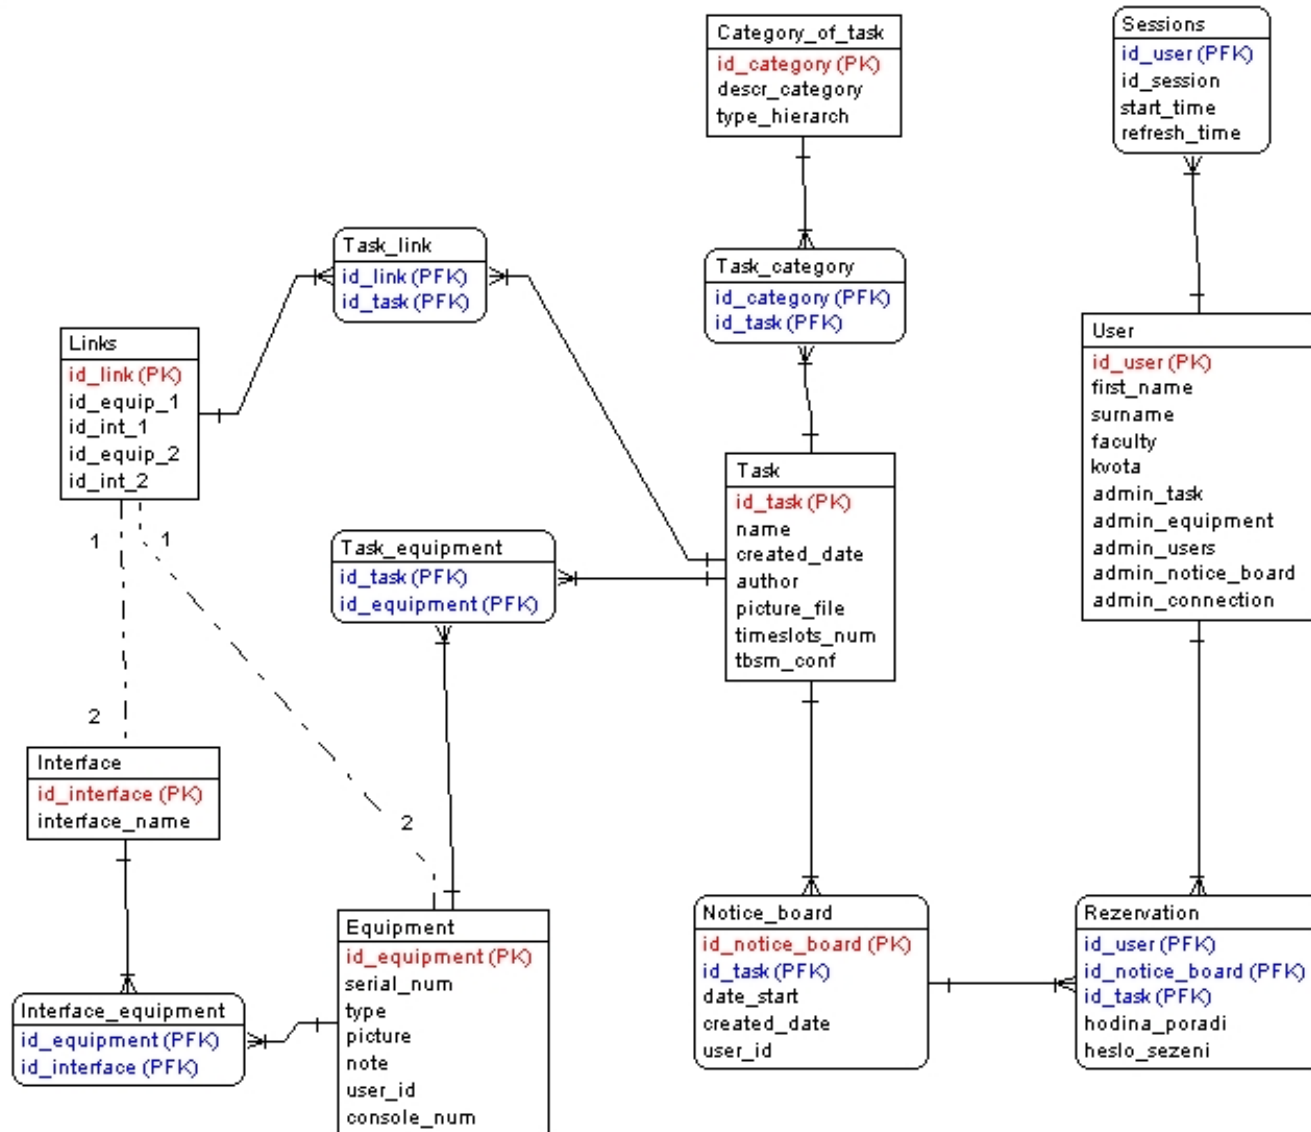 Category_of_task
id_category (PK)
descr_category
type_hierarch
Sessions
id_user (PFK)
id_session
start_time
refresh_time
Task_link
id_link (PFK)
id_task (PFK)
Task_category
id_category (PFK)
id_task (PFK)
Links
id_link (PK)
id_equip_1
id_int_1
id_equip_2
id_int_2
User
id_user (PK)
first_name
surname
faculty
kvota
admin_task
admin_equipment
admin_users
admin_notice_board
admin_connection
Task
id_task (PK)
name
created_date
author
picture_file
timeslots_num
tbsm_conf
Task_equipment
id_task (PFK)
id_equipment (PFK)
1
1
2
2
Interface
id_interface (PK)
interface_name
Equipment
id_equipment (PK)
serial_num
type
picture
note
user_id
console_num
Notice_board
id_notice_board (PK)
id_task (PFK)
date_start
created_date
user_id
Rezervation
id_user (PFK)
id_notice_board (PFK)
id_task (PFK)
hodina_poradi
heslo_sezeni
Interface_equipment
id_equipment (PFK)
id_interface (PFK)